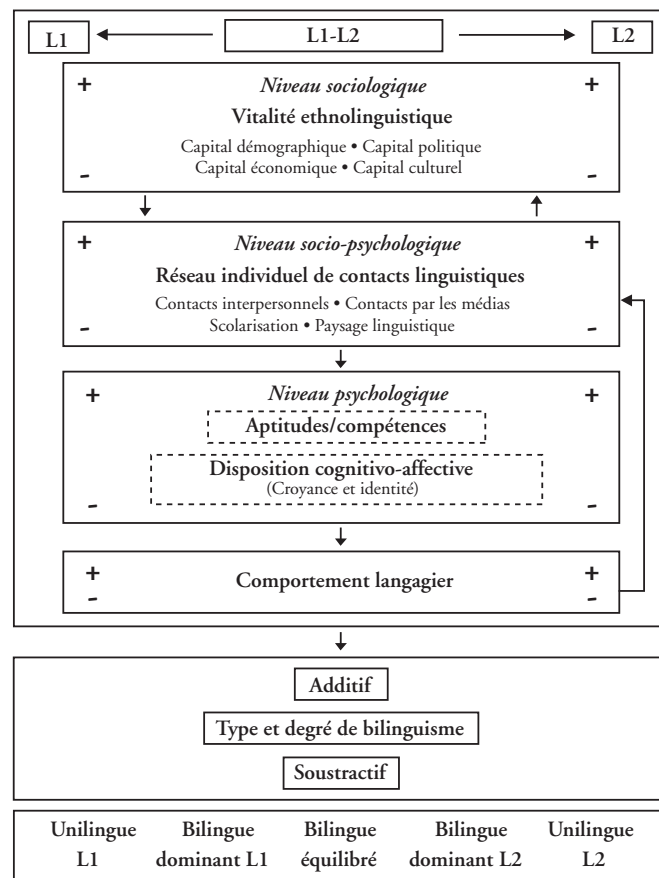 L1 L1-L2 L2
+ Niveau sociologique +
Vitalité ethnolinguistique
Capital démographique • Capital politique
Capital économique • Capital culturel
- -
+ Niveau socio-psychologique +
Réseau individuel de contacts linguistiques
Contacts interpersonnels • Contacts par les médias
Scolarisation • Paysage linguistique
- -
+ Niveau psychologique +
Aptitudes/compétences
Disposition cognitivo-affective
(Croyance et identité)
- -
+ Comportement langagier +
- -
Additif
Type et degré de bilinguisme
Soustractif
Unilingue Bilingue Bilingue Bilingue Unilingue
L1 dominant L1 équilibré dominant L2 L2